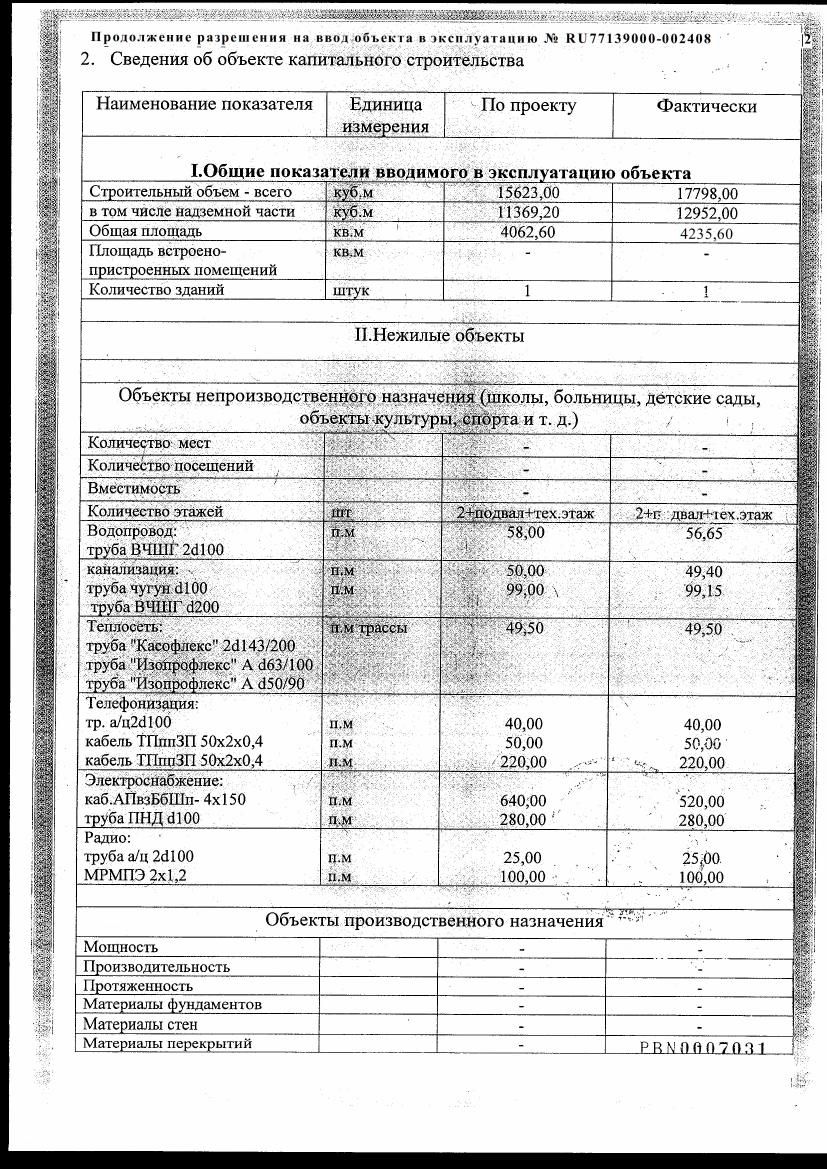 Продолжение разрешения на ввод объекта в эксплуатацию № RU77139000-002408
2
2. Сведения об объекте капитального строительства
Наименование показателя Единица измерения По проекту Фактически
I.Общие показатели вводимого в эксплуатацию объекта
Строительный объем - всего куб.м 15623,00 17798,00
в том числе надземной части куб.м 11369,20 12952,00
Общая площадь кв.м 4062,60 4235,60
Площадь встроено- кв.м - -
пристроенных помещений
Количество зданий штук 1 1
II.Нежилые объекты
Объекты непроизводственного назначения (школы, больницы, детские сады,
объекты культуры, спорта и т. д.)
Количество мест - -
Количество посещений - -
Вместимость - -
Количество этажей шт 2+подвал+тех.этаж 2+п двал+тех.этаж
Водопровод: п.м 58,00 56,65
труба ВЧШГ 2d100
канализация: п.м 50,00 49,40
труба чугун d100 п.м 99,00 99,15
труба ВЧШГ d200
Теплосеть: п.м трассы 49,50 49,50
труба "Касофлекс" 2d143/200
труба "Изопрофлекс" А d63/100
труба "Изопрофлекс" А d50/90
Телефонизация:
тр. а/ц2d100 п.м 40,00 40,00
кабель ТПппЗП 50х2х0,4 п.м 50,00 50,00
кабель ТПппЗП 50х2х0,4 п.м 220,00 220,00
Электроснабжение:
каб.АПвзБбШп- 4х150 п.м 640,00 520,00
труба ПНД d100 п.м 280,00 280,00
Радио:
труба а/ц 2d100 п.м 25,00 25,00
МРМПЭ 2х1,2 п.м 100,00 100,00
Объекты производственного назначения
Мощность - -
Производительность - -
Протяженность - -
Материалы фундаментов - -
Материалы стен - -
Материалы перекрытий -
PBN0007031